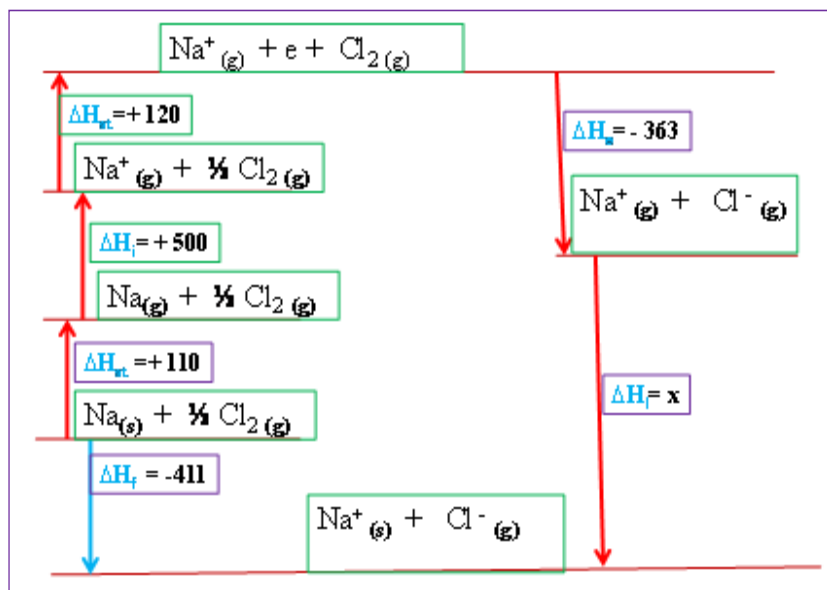 Na⁺ (g) + e + Cl₂ (g)
ΔHat. =+ 120
ΔHa= - 363
Na⁺ (g) + ½ Cl₂ (g)
Na⁺ (g) + Cl ⁻ (g)
ΔHi = + 500
Na(g) + ½ Cl₂ (g)
ΔHat. = +110
ΔHl= x
Na(s) + ½ Cl₂ (g)
ΔHf = -411
Na⁺ (s) + Cl ⁻ (g)